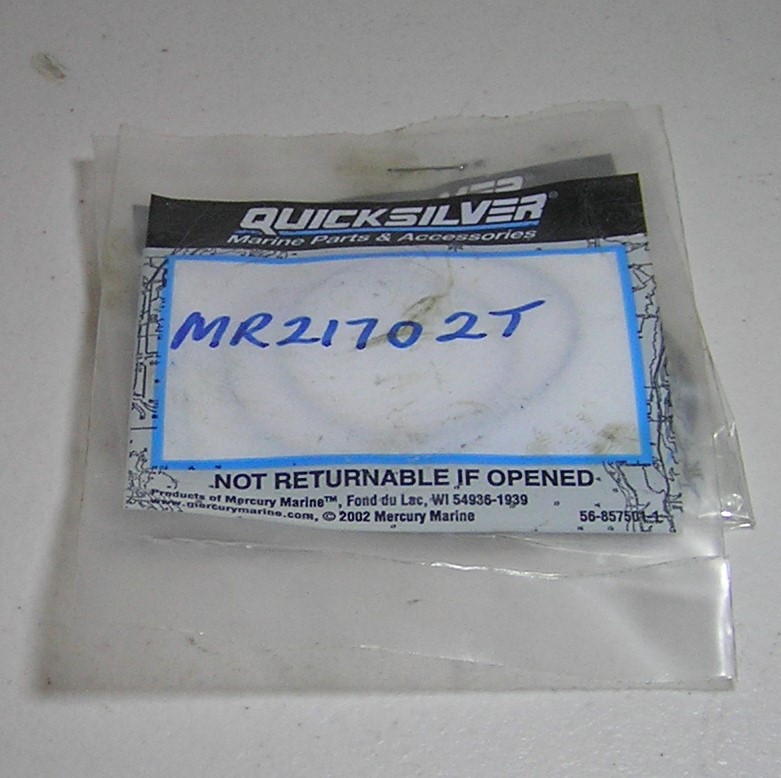 QUICKSILVER®
Marine Parts & Accessories
MR21702T
NOT RETURNABLE IF OPENED
Products of Mercury Marine™, Fond du Lac, WI 54936-1939
www.mercurymarine.com, © 2002 Mercury Marine
56-857501-1